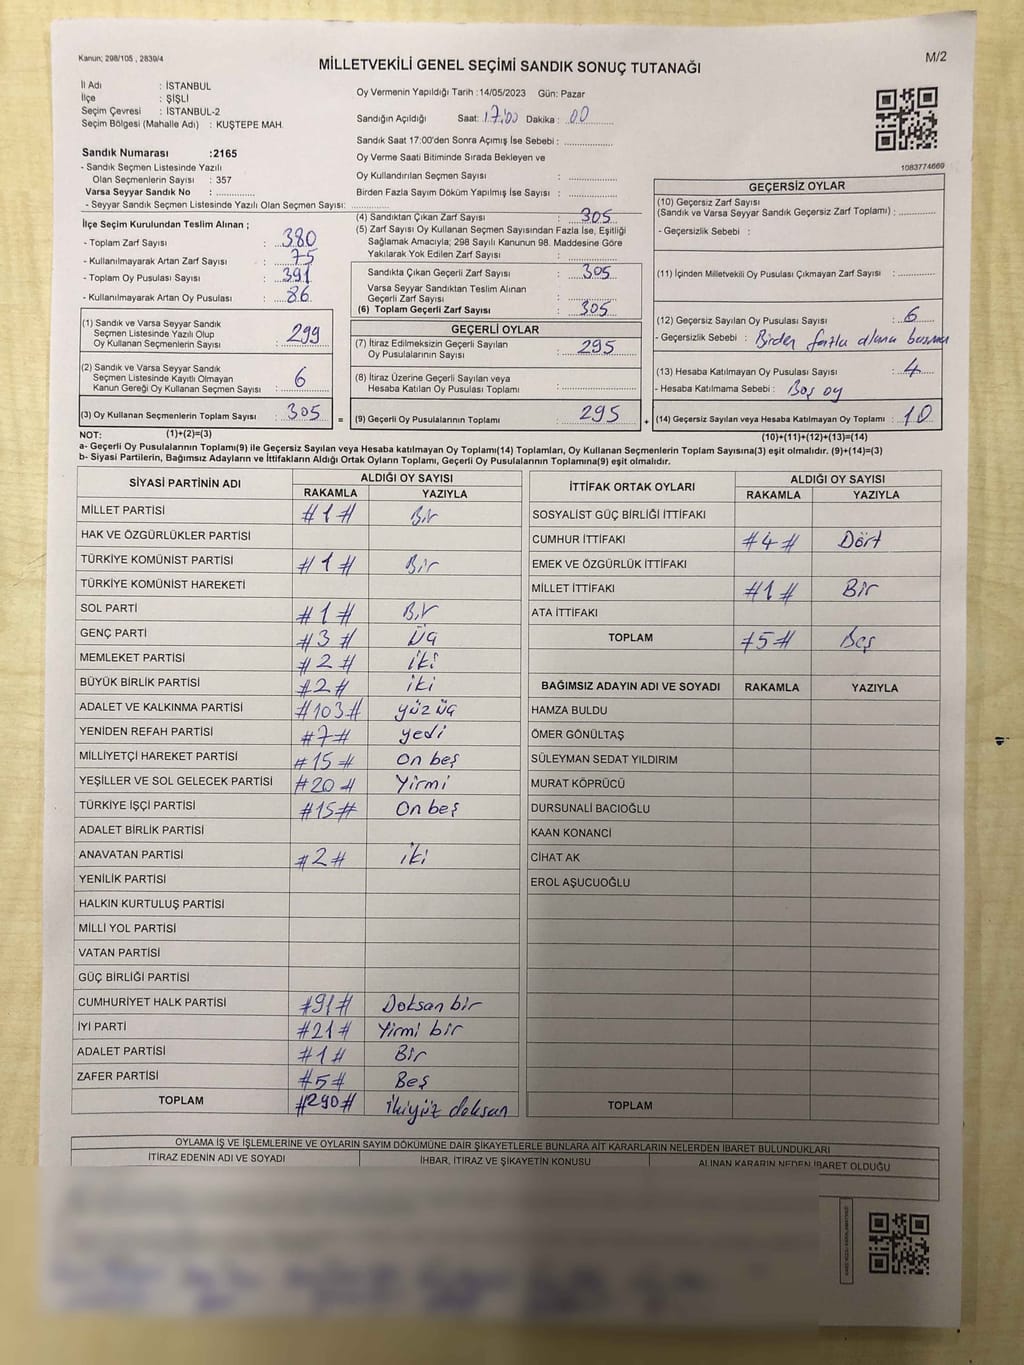 Kanun; 298/105 , 2839/4
M/2
MİLLETVEKİLİ GENEL SEÇİMİ SANDIK SONUÇ TUTANAĞI
İl Adı : İSTANBUL
İlçe : ŞİŞLİ
Seçim Çevresi : İSTANBUL-2
Seçim Bölgesi (Mahalle Adı) : KUŞTEPE MAH.
Sandık Numarası :2165
- Sandık Seçmen Listesinde Yazılı
Olan Seçmenlerin Sayısı : 357
Varsa Seyyar Sandık No :
- Seyyar Sandık Seçmen Listesinde Yazılı Olan Seçmen Sayısı:
Oy Vermenin Yapıldığı Tarih :14/05/2023 Gün: Pazar
Sandığın Açıldığı Saat: 17:00 Dakika : 00
Sandık Saat 17:00'den Sonra Açımış İse Sebebi :
Oy Verme Saati Bitiminde Sırada Bekleyen ve
Oy Kullandırılan Seçmen Sayısı :
Birden Fazla Sayım Döküm Yapılmış İse Sayısı :
1083774669
İlçe Seçim Kurulundan Teslim Alınan ;
- Toplam Zarf Sayısı : 380
- Kullanılmayarak Artan Zarf Sayısı : 75
- Toplam Oy Pusulası Sayısı : 391
- Kullanılmayarak Artan Oy Pusulası : 86
(1) Sandık ve Varsa Seyyar Sandık
Seçmen Listesinde Yazılı Olup
Oy Kullanan Seçmenlerin Sayısı : 299
(2) Sandık ve Varsa Seyyar Sandık
Seçmen Listesinde Kayıtlı Olmayan
Kanun Gereği Oy Kullanan Seçmen Sayısı : 6
(3) Oy Kullanan Seçmenlerin Toplam Sayısı : 305 =
(4) Sandıktan Çıkan Zarf Sayısı : 305
(5) Zarf Sayısı Oy Kullanan Seçmen Sayısından Fazla İse, Eşitliği
Sağlamak Amacıyla; 298 Sayılı Kanunun 98. Maddesine Göre
Yakılarak Yok Edilen Zarf Sayısı :
Sandıkta Çıkan Geçerli Zarf Sayısı : 305
Varsa Seyyar Sandıktan Teslim Alınan
Geçerli Zarf Sayısı :
(6) Toplam Geçerli Zarf Sayısı : 305
GEÇERLİ OYLAR
(7) İtiraz Edilmeksizin Geçerli Sayılan
Oy Pusulalarının Sayısı : 295
(8) İtiraz Üzerine Geçerli Sayılan veya
Hesaba Katılan Oy Pusulası Toplamı :
(9) Geçerli Oy Pusulalarının Toplamı : 295 +
GEÇERSİZ OYLAR
(10) Geçersiz Zarf Sayısı
(Sandık ve Varsa Seyyar Sandık Geçersiz Zarf Toplamı) :
- Geçersizlik Sebebi :
(11) İçinden Milletvekili Oy Pusulası Çıkmayan Zarf Sayısı :
(12) Geçersiz Sayılan Oy Pusulası Sayısı : 6
- Geçersizlik Sebebi : Birden fazla alana basma
(13) Hesaba Katılmayan Oy Pusulası Sayısı : 4
- Hesaba Katılmama Sebebi : Boş oy
(14) Geçersiz Sayılan veya Hesaba Katılmayan Oy Toplamı : 10
NOT: (1)+(2)=(3) (10)+(11)+(12)+(13)=(14)
a- Geçerli Oy Pusulalarının Toplamı(9) ile Geçersiz Sayılan veya Hesaba katılmayan Oy Toplamı(14) Toplamları, Oy Kullanan Seçmenlerin Toplam Sayısına(3) eşit olmalıdır. (9)+(14)=(3)
b- Siyasi Partilerin, Bağımsız Adayların ve İttifakların Aldığı Ortak Oyların Toplamı, Geçerli Oy Pusulalarının Toplamına(9) eşit olmalıdır.
SİYASİ PARTİNİN ADI ALDIĞI OY SAYISI
RAKAMLA YAZIYLA
MİLLET PARTİSİ #1# Bir
HAK VE ÖZGÜRLÜKLER PARTİSİ
TÜRKİYE KOMÜNİST PARTİSİ #1# Bir
TÜRKİYE KOMÜNİST HAREKETİ
SOL PARTİ #1# Bir
GENÇ PARTİ #3# Üç
MEMLEKET PARTİSİ #2# iki
BÜYÜK BİRLİK PARTİSİ #2# iki
ADALET VE KALKINMA PARTİSİ #103# yüz üç
YENİDEN REFAH PARTİSİ #7# yedi
MİLLİYETÇİ HAREKET PARTİSİ #15# On beş
YEŞİLLER VE SOL GELECEK PARTİSİ #20# Yirmi
TÜRKİYE İŞÇİ PARTİSİ #15# On beş
ADALET BİRLİK PARTİSİ
ANAVATAN PARTİSİ #2# iki
YENİLİK PARTİSİ
HALKIN KURTULUŞ PARTİSİ
MİLLİ YOL PARTİSİ
VATAN PARTİSİ
GÜÇ BİRLİĞİ PARTİSİ
CUMHURİYET HALK PARTİSİ #91# Doksan bir
İYİ PARTİ #21# Yirmi bir
ADALET PARTİSİ #1# Bir
ZAFER PARTİSİ #5# Beş
TOPLAM #290# ikiyüz doksan
İTTİFAK ORTAK OYLARI ALDIĞI OY SAYISI
RAKAMLA YAZIYLA
SOSYALİST GÜÇ BİRLİĞİ İTTİFAKI
CUMHUR İTTİFAKI #4# Dört
EMEK VE ÖZGÜRLÜK İTTİFAKI
MİLLET İTTİFAKI #1# Bir
ATA İTTİFAKI
TOPLAM #5# Beş
BAĞIMSIZ ADAYIN ADI VE SOYADI RAKAMLA YAZIYLA
HAMZA BULDU
ÖMER GÖNÜLTAŞ
SÜLEYMAN SEDAT YILDIRIM
MURAT KÖPRÜCÜ
DURSUNALİ BACIOĞLU
KAAN KONANCİ
CİHAT AK
EROL AŞUCUOĞLU
TOPLAM
OYLAMA İŞ VE İŞLEMLERİNE VE OYLARIN SAYIM DÖKÜMÜNE DAİR ŞİKAYETLERLE BUNLARA AİT KARARLARIN NELERDEN İBARET BULUNDUKLARI
İTİRAZ EDENİN ADI VE SOYADI İHBAR, İTİRAZ VE ŞİKAYETİN KONUSU ALINAN KARARIN NEDEN İBARET OLDUĞU